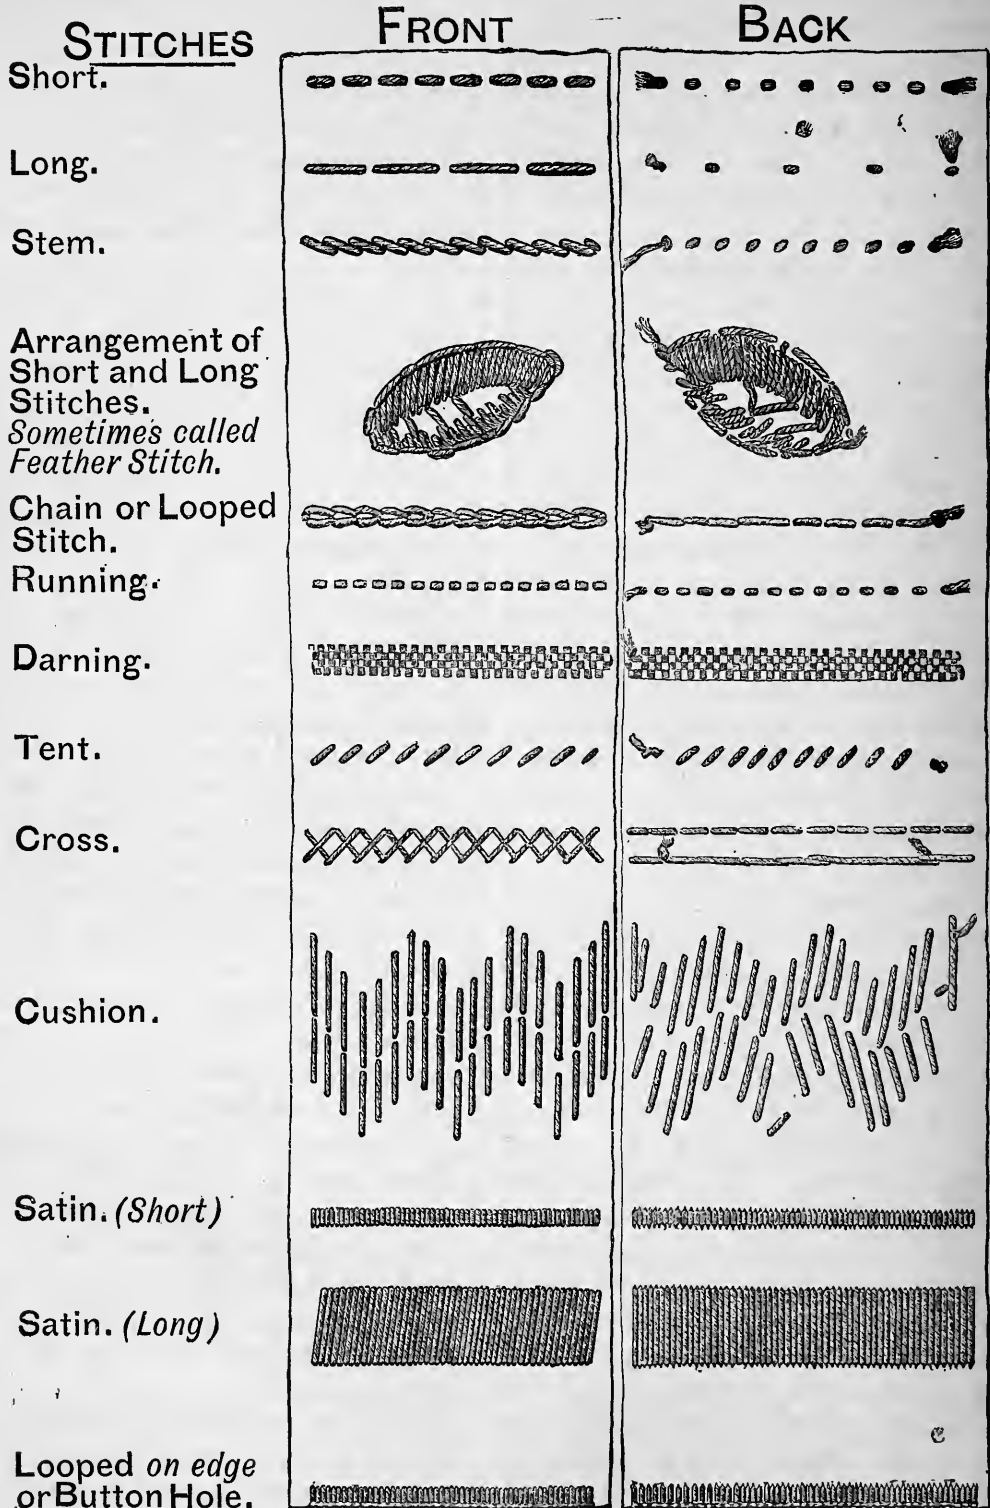 STITCHES FRONT BACK
Short.
Long.
Stem.
Arrangement of
Short and Long
Stitches.
Sometimes called
Feather Stitch.
Chain or Looped
Stitch.
Running.
Darning.
Tent.
Cross.
Cushion.
Satin. (Short)
Satin. (Long)
Looped on edge
or Button Hole.